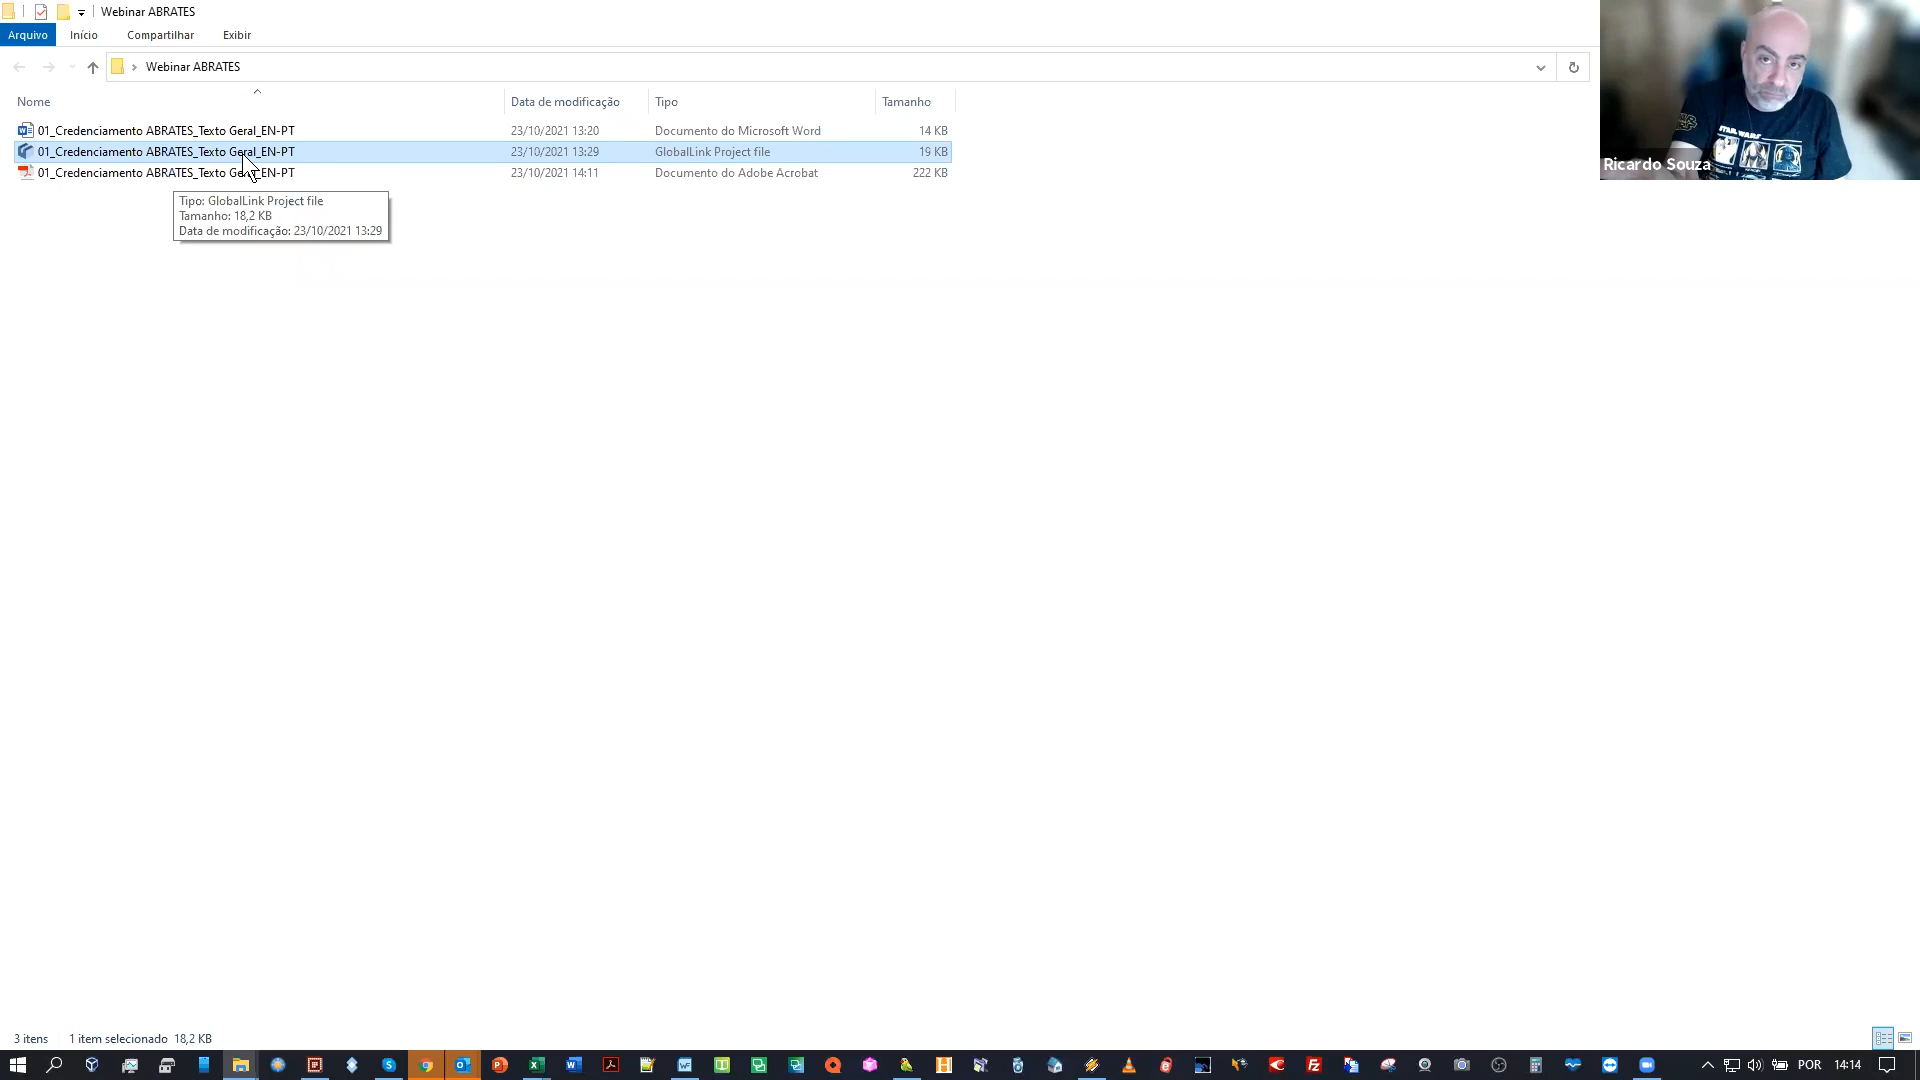 Webinar ABRATES
Arquivo Início Compartilhar Exibir
Webinar ABRATES
Nome Data de modificação Tipo Tamanho
01_Credenciamento ABRATES_Texto Geral_EN-PT 23/10/2021 13:20 Documento do Microsoft Word 14 KB
01_Credenciamento ABRATES_Texto Geral_EN-PT 23/10/2021 13:29 GlobalLink Project file 19 KB
01_Credenciamento ABRATES_Texto Geral_EN-PT 23/10/2021 14:11 Documento do Adobe Acrobat 222 KB
Tipo: GlobalLink Project file
Tamanho: 18,2 KB
Data de modificação: 23/10/2021 13:29
STAR WARS
Ricardo Souza
3 itens 1 item selecionado 18,2 KB
POR 14:14